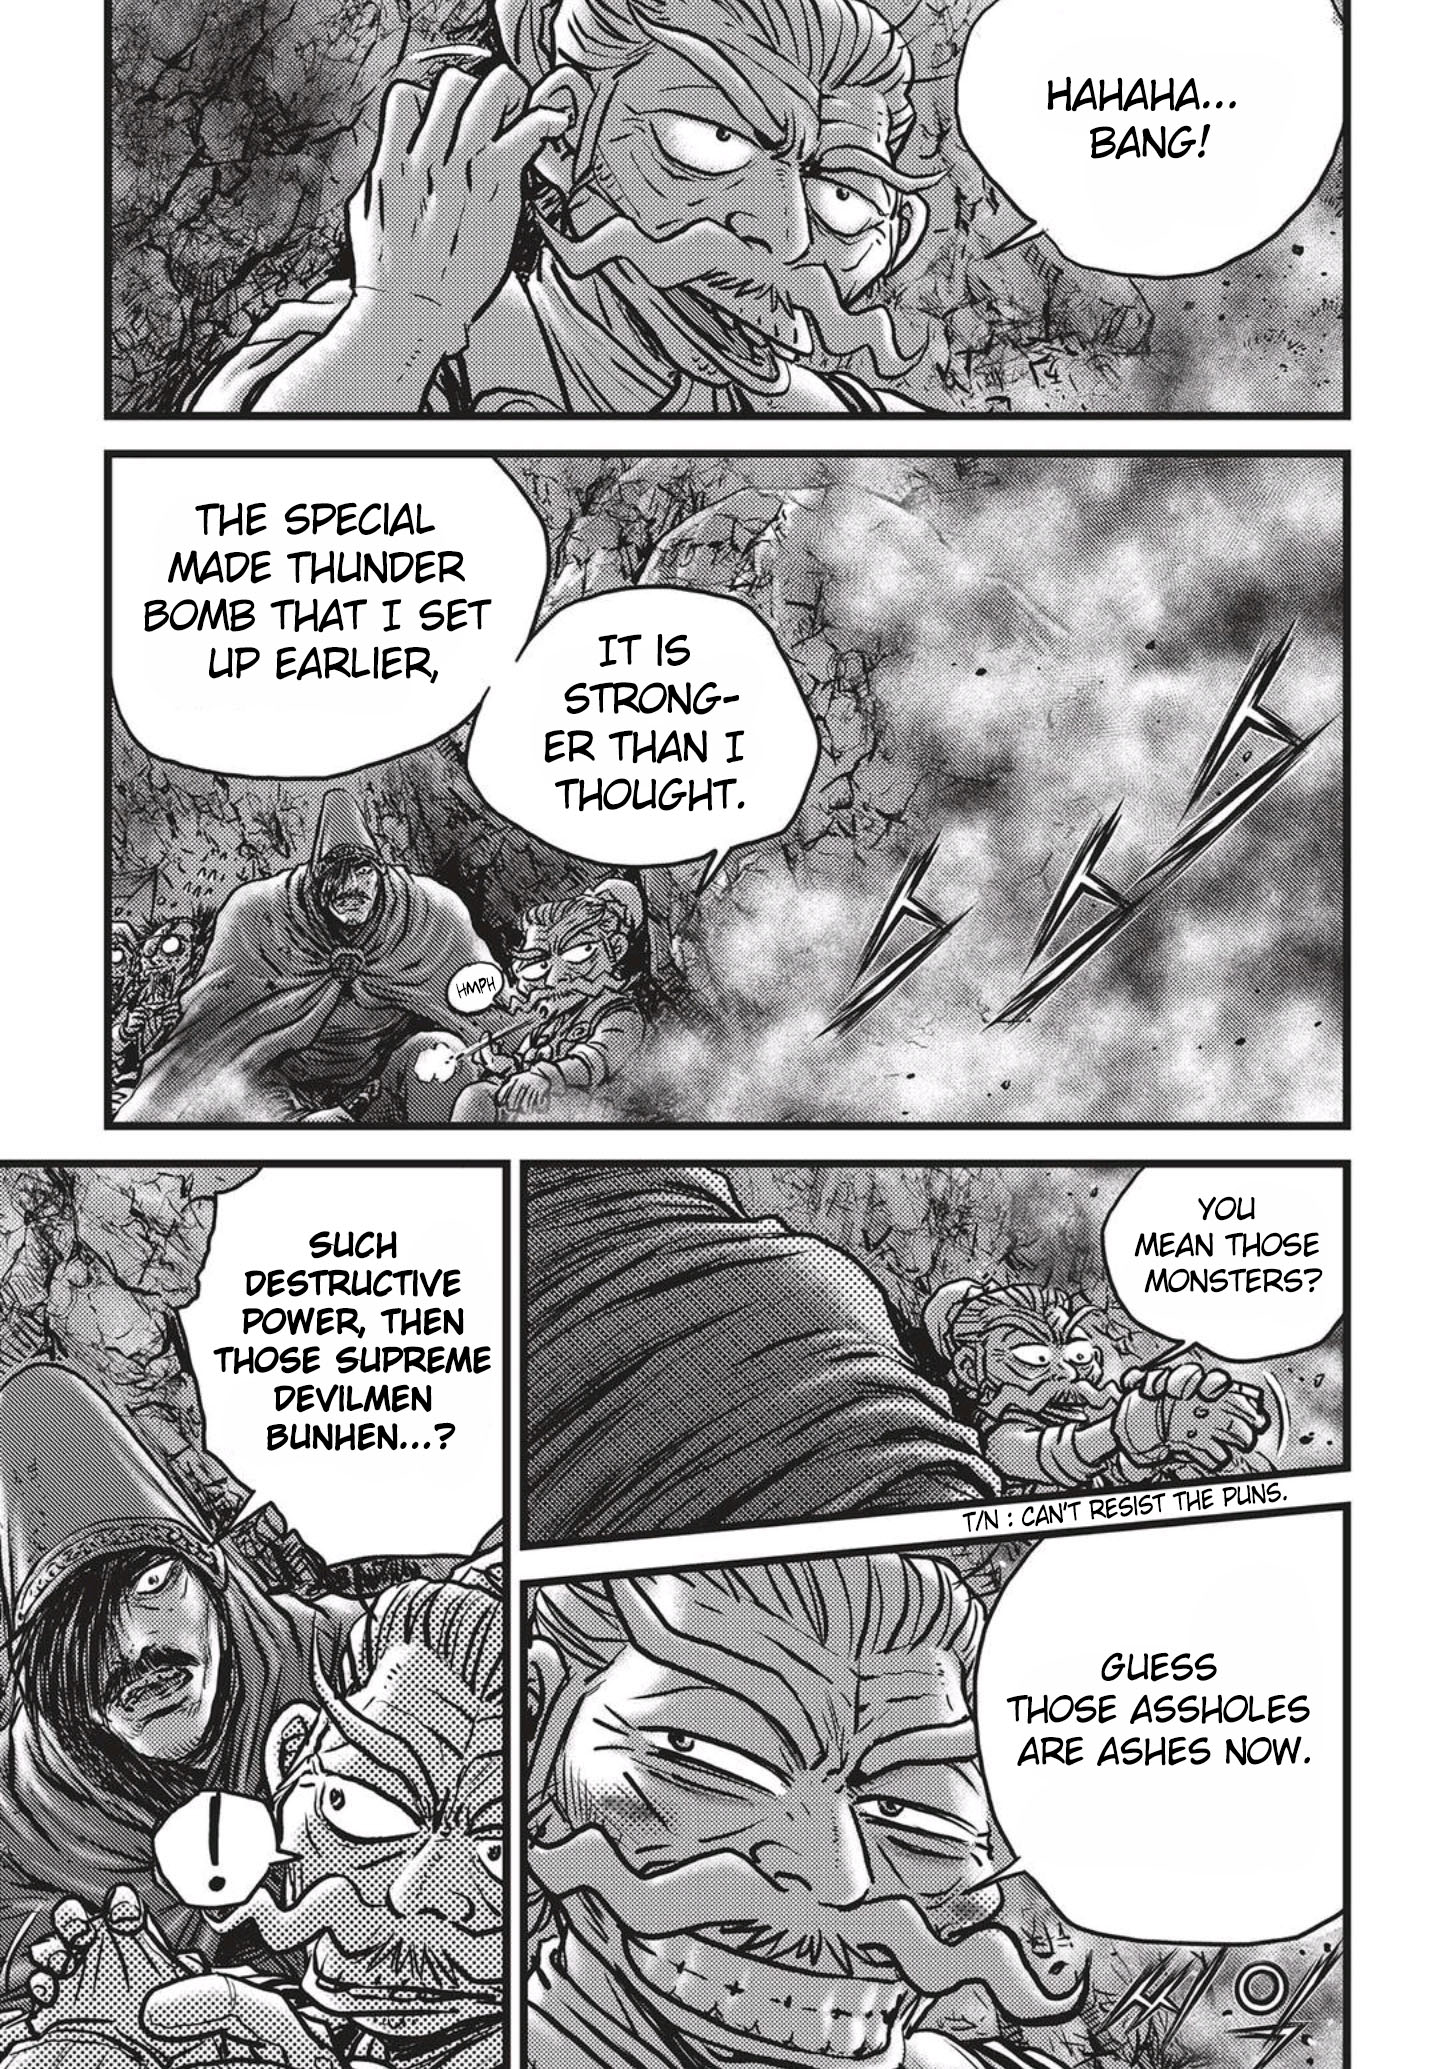 HAHAHA...
BANG!
THE SPECIAL
MADE THUNDER
BOMB THAT I SET
UP EARLIER,
IT IS
STRONG-
ER THAN I
THOUGHT.
HMPH
SUCH
DESTRUCTIVE
POWER, THEN
THOSE SUPREME
DEVILMEN
BUNHEN...?
!
YOU
MEAN THOSE
MONSTERS?
T/N : CAN'T RESIST THE PUNS.
GUESS
THOSE ASSHOLES
ARE ASHES NOW.